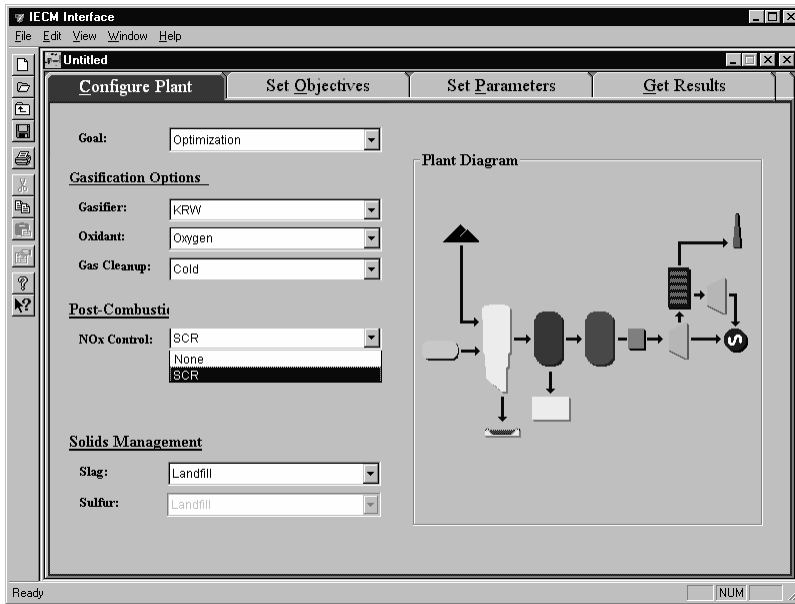 IECM Interface
File Edit View Window Help
Untitled
Configure Plant Set Objectives Set Parameters Get Results
Goal: Optimization
Plant Diagram
Gasification Options
Gasifier: KRW
Oxidant: Oxygen
Gas Cleanup: Cold
Post-Combustio
NOx Control: SCR
None
SCR
Solids Management
Slag: Landfill
Sulfur: Landfill
Ready NUM